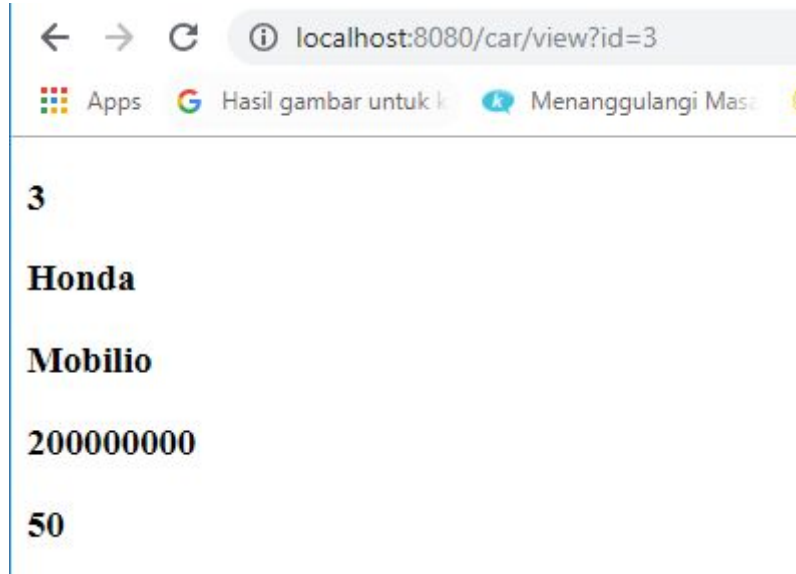 localhost:8080/car/view?id=3
Apps Hasil gambar untuk Menanggulangi Mas
3
Honda
Mobilio
200000000
50